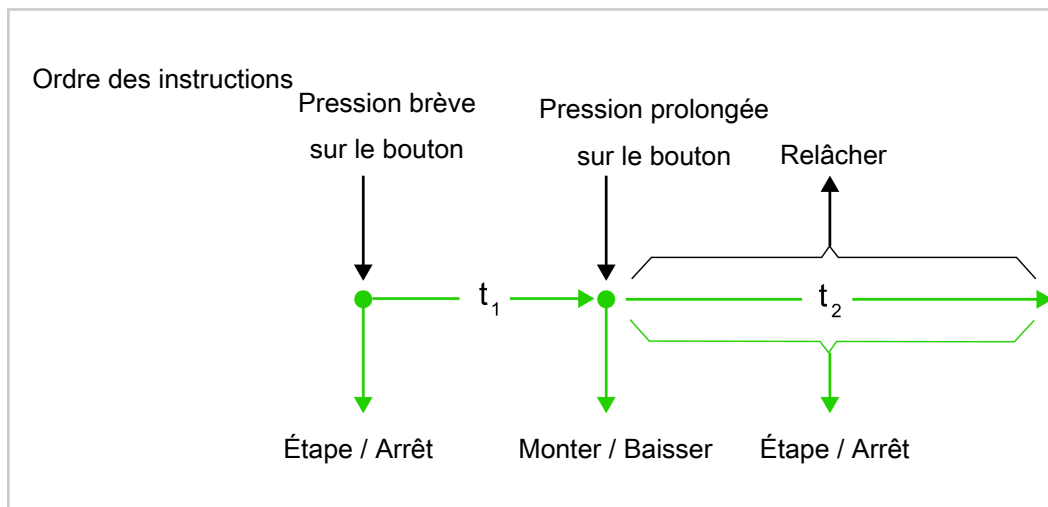 Ordre des instructions
Pression brève
sur le bouton
Pression prolongée
sur le bouton
Relâcher
t1
t2
Étape / Arrêt
Monter / Baisser
Étape / Arrêt